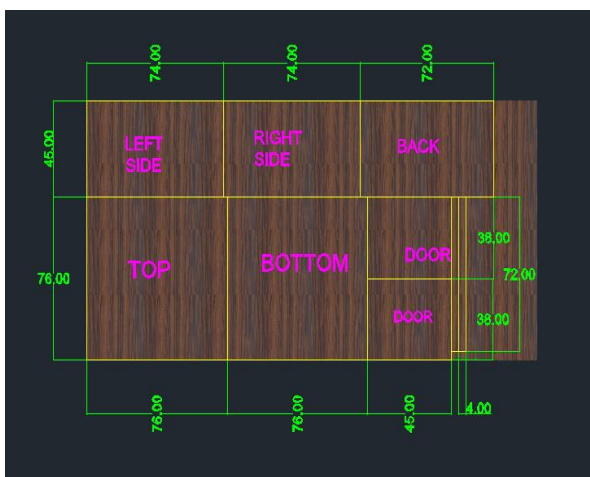 74.00
74.00
72.00
45.00
LEFT
SIDE
RIGHT
SIDE
BACK
76.00
TOP
BOTTOM
DOOR
38.00
72.00
DOOR
38.00
76.00
76.00
45.00
4.00